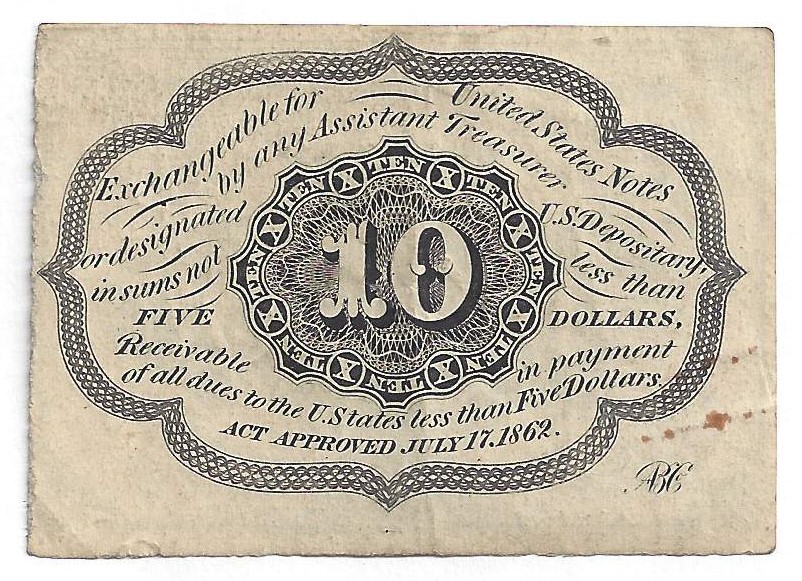 Exchangeable for United States Notes
by any Assistant Treasurer
or designated U.S. Depositary,
in sums not less than
FIVE DOLLARS,
Receivable in payment
of all dues to the U. States less than Five Dollars.
ACT APPROVED JULY 17. 1862.
TEN X TEN X TEN X TEN X TEN X TEN X TEN X TEN X
10
ABC